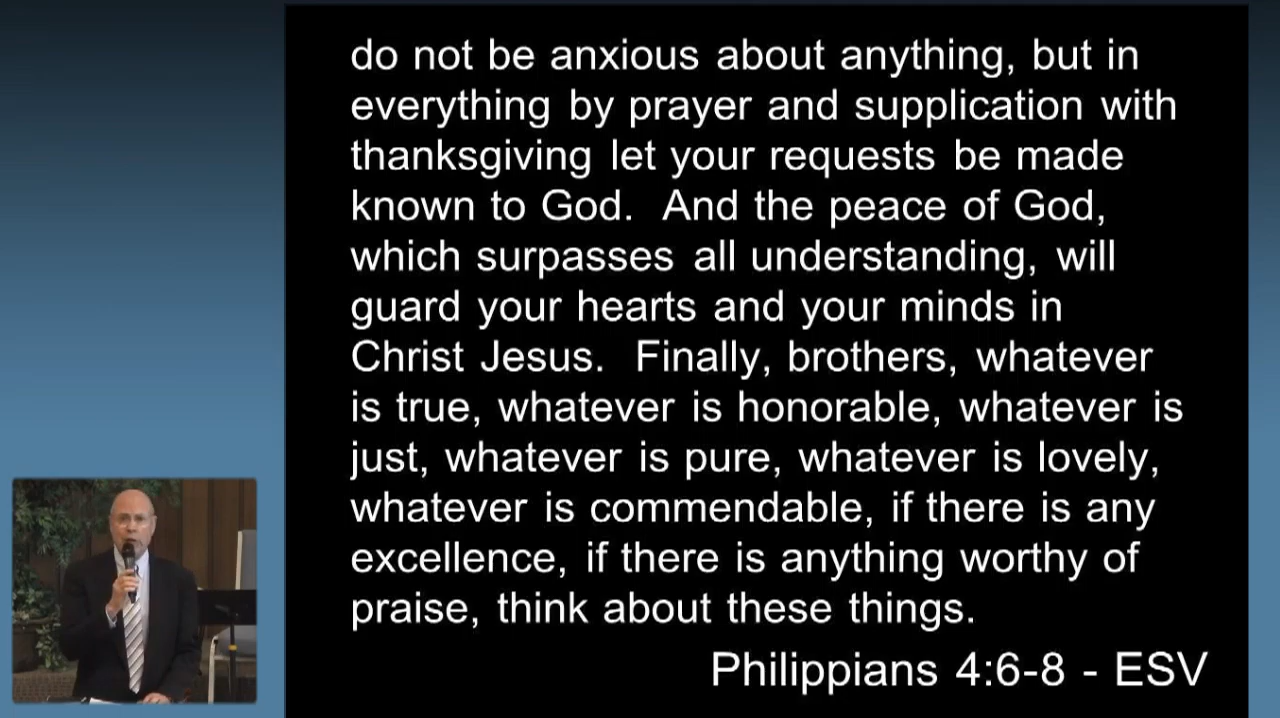 do not be anxious about anything, but in
everything by prayer and supplication with
thanksgiving let your requests be made
known to God.  And the peace of God,
which surpasses all understanding, will
guard your hearts and your minds in
Christ Jesus.  Finally, brothers, whatever
is true, whatever is honorable, whatever is
just, whatever is pure, whatever is lovely,
whatever is commendable, if there is any
excellence, if there is anything worthy of
praise, think about these things.
Philippians 4:6-8 - ESV